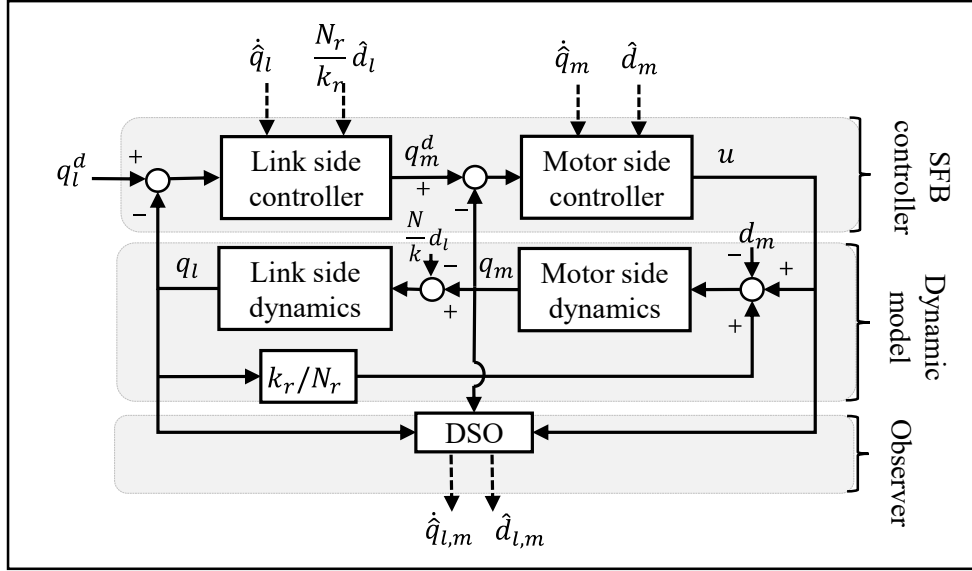 q̇̂_l
N_r/k_r d̂_l
q̇̂_m
d̂_m
q_l^d
+
−
Link side
controller
q_m^d
+
−
Motor side
controller
u
SFB
controller
q_l
Link side
dynamics
N/k d_l
−
+
q_m
Motor side
dynamics
d_m
−
+
+
Dynamic
model
k_r/N_r
DSO
Observer
q̇̂_{l,m}
d̂_{l,m}